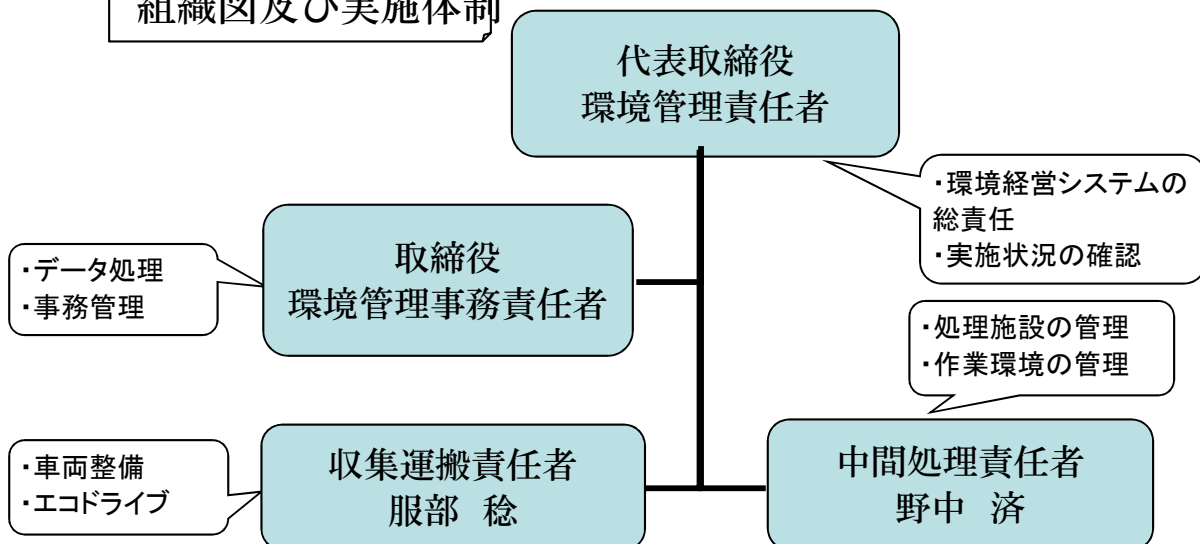 組織図及び実施体制
代表取締役
環境管理責任者
・環境経営システムの
総責任
・実施状況の確認
取締役
環境管理事務責任者
・データ処理
・事務管理
・処理施設の管理
・作業環境の管理
収集運搬責任者
服部 稔
・車両整備
・エコドライブ
中間処理責任者
野中 済